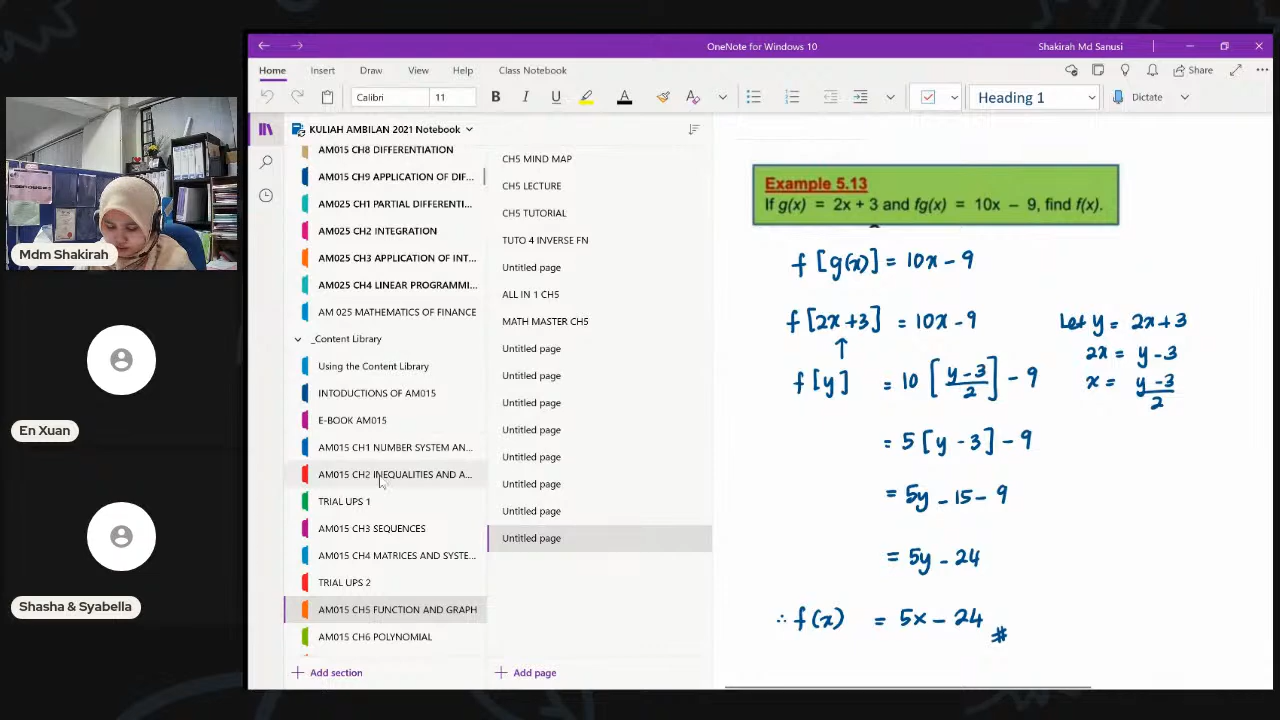 OneNote for Windows 10
Shakirah Md Sanusi
Home Insert Draw View Help Class Notebook
Share
Calibri 11 B I U A Heading 1 Dictate
KULIAH AMBILAN 2021 Notebook
AM015 CH8 DIFFERENTIATION
AM015 CH9 APPLICATION OF DIF...
AM025 CH1 PARTIAL DIFFERENTI...
AM025 CH2 INTEGRATION
AM025 CH3 APPLICATION OF INT...
AM025 CH4 LINEAR PROGRAMMI...
AM 025 MATHEMATICS OF FINANCE
_Content Library
Using the Content Library
INTODUCTIONS OF AM015
E-BOOK AM015
AM015 CH1 NUMBER SYSTEM AN...
AM015 CH2 INEQUALITIES AND A...
TRIAL UPS 1
AM015 CH3 SEQUENCES
AM015 CH4 MATRICES AND SYSTE...
TRIAL UPS 2
AM015 CH5 FUNCTION AND GRAPH
AM015 CH6 POLYNOMIAL
Add section
CH5 MIND MAP
CH5 LECTURE
CH5 TUTORIAL
TUTO 4 INVERSE FN
Untitled page
ALL IN 1 CH5
MATH MASTER CH5
Untitled page
Untitled page
Untitled page
Untitled page
Untitled page
Untitled page
Untitled page
Untitled page
Add page
Example 5.13
If g(x) = 2x + 3 and fg(x) = 10x – 9, find f(x).
f[g(x)] = 10x - 9
f[2x+3] = 10x - 9
↑
f[y] = 10[(y-3)/2] - 9
= 5[y-3] - 9
= 5y - 15 - 9
= 5y - 24
∴ f(x) = 5x - 24 #
Let y = 2x+3
2x = y-3
x = (y-3)/2
Mdm Shakirah
En Xuan
Shasha & Syabella